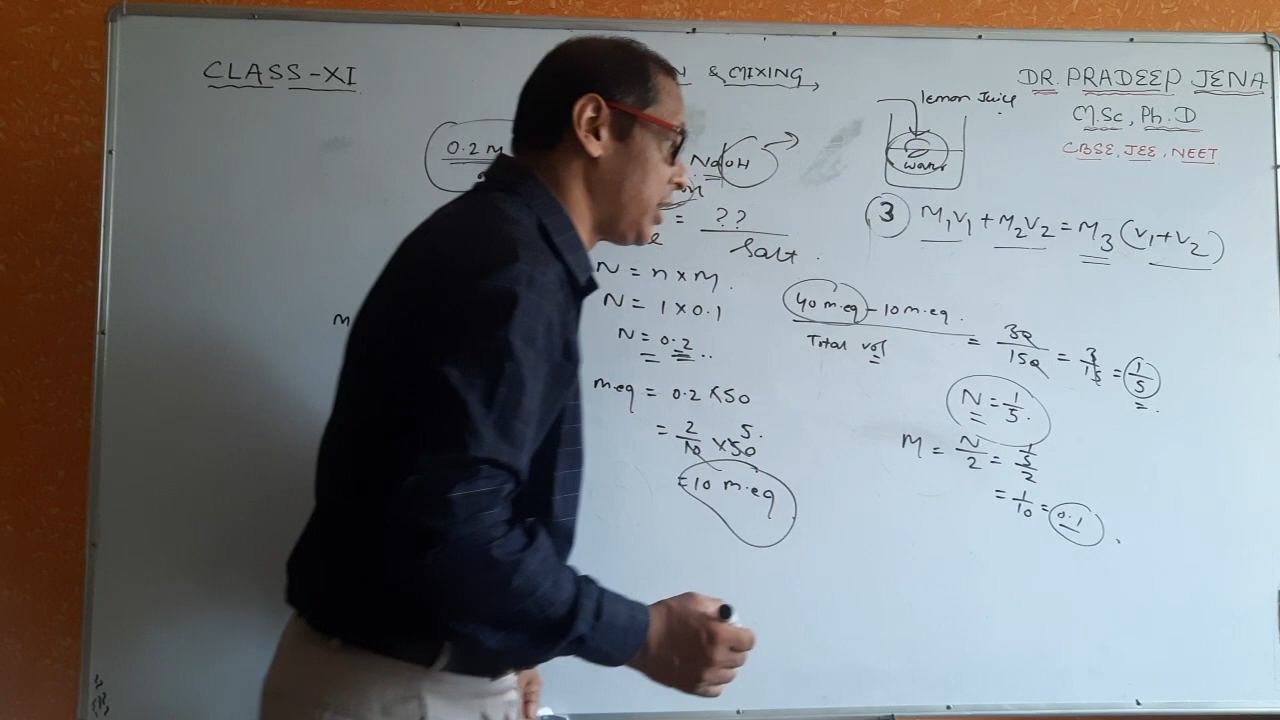 CLASS-XI
& MIXING
DR. PRADEEP JENA
M.Sc, Ph.D
CBSE, JEE, NEET
lemon Juice
water
0.2 M
NaOH
= ??
Salt.
N = n × M.
N = 1 × 0.1
N = 0.2
meq = 0.2 × 50
= 2/10 × 50 5.
= 10 m.eq
③ M₁V₁ + M₂V₂ = M₃ (V₁+V₂)
40 m.eq - 10 m.eq.
Total vol
= 30/150 = 3/15 = 1/5
N = 1/5.
M = N/2 = 1/5/2
= 1/10 = 0.1